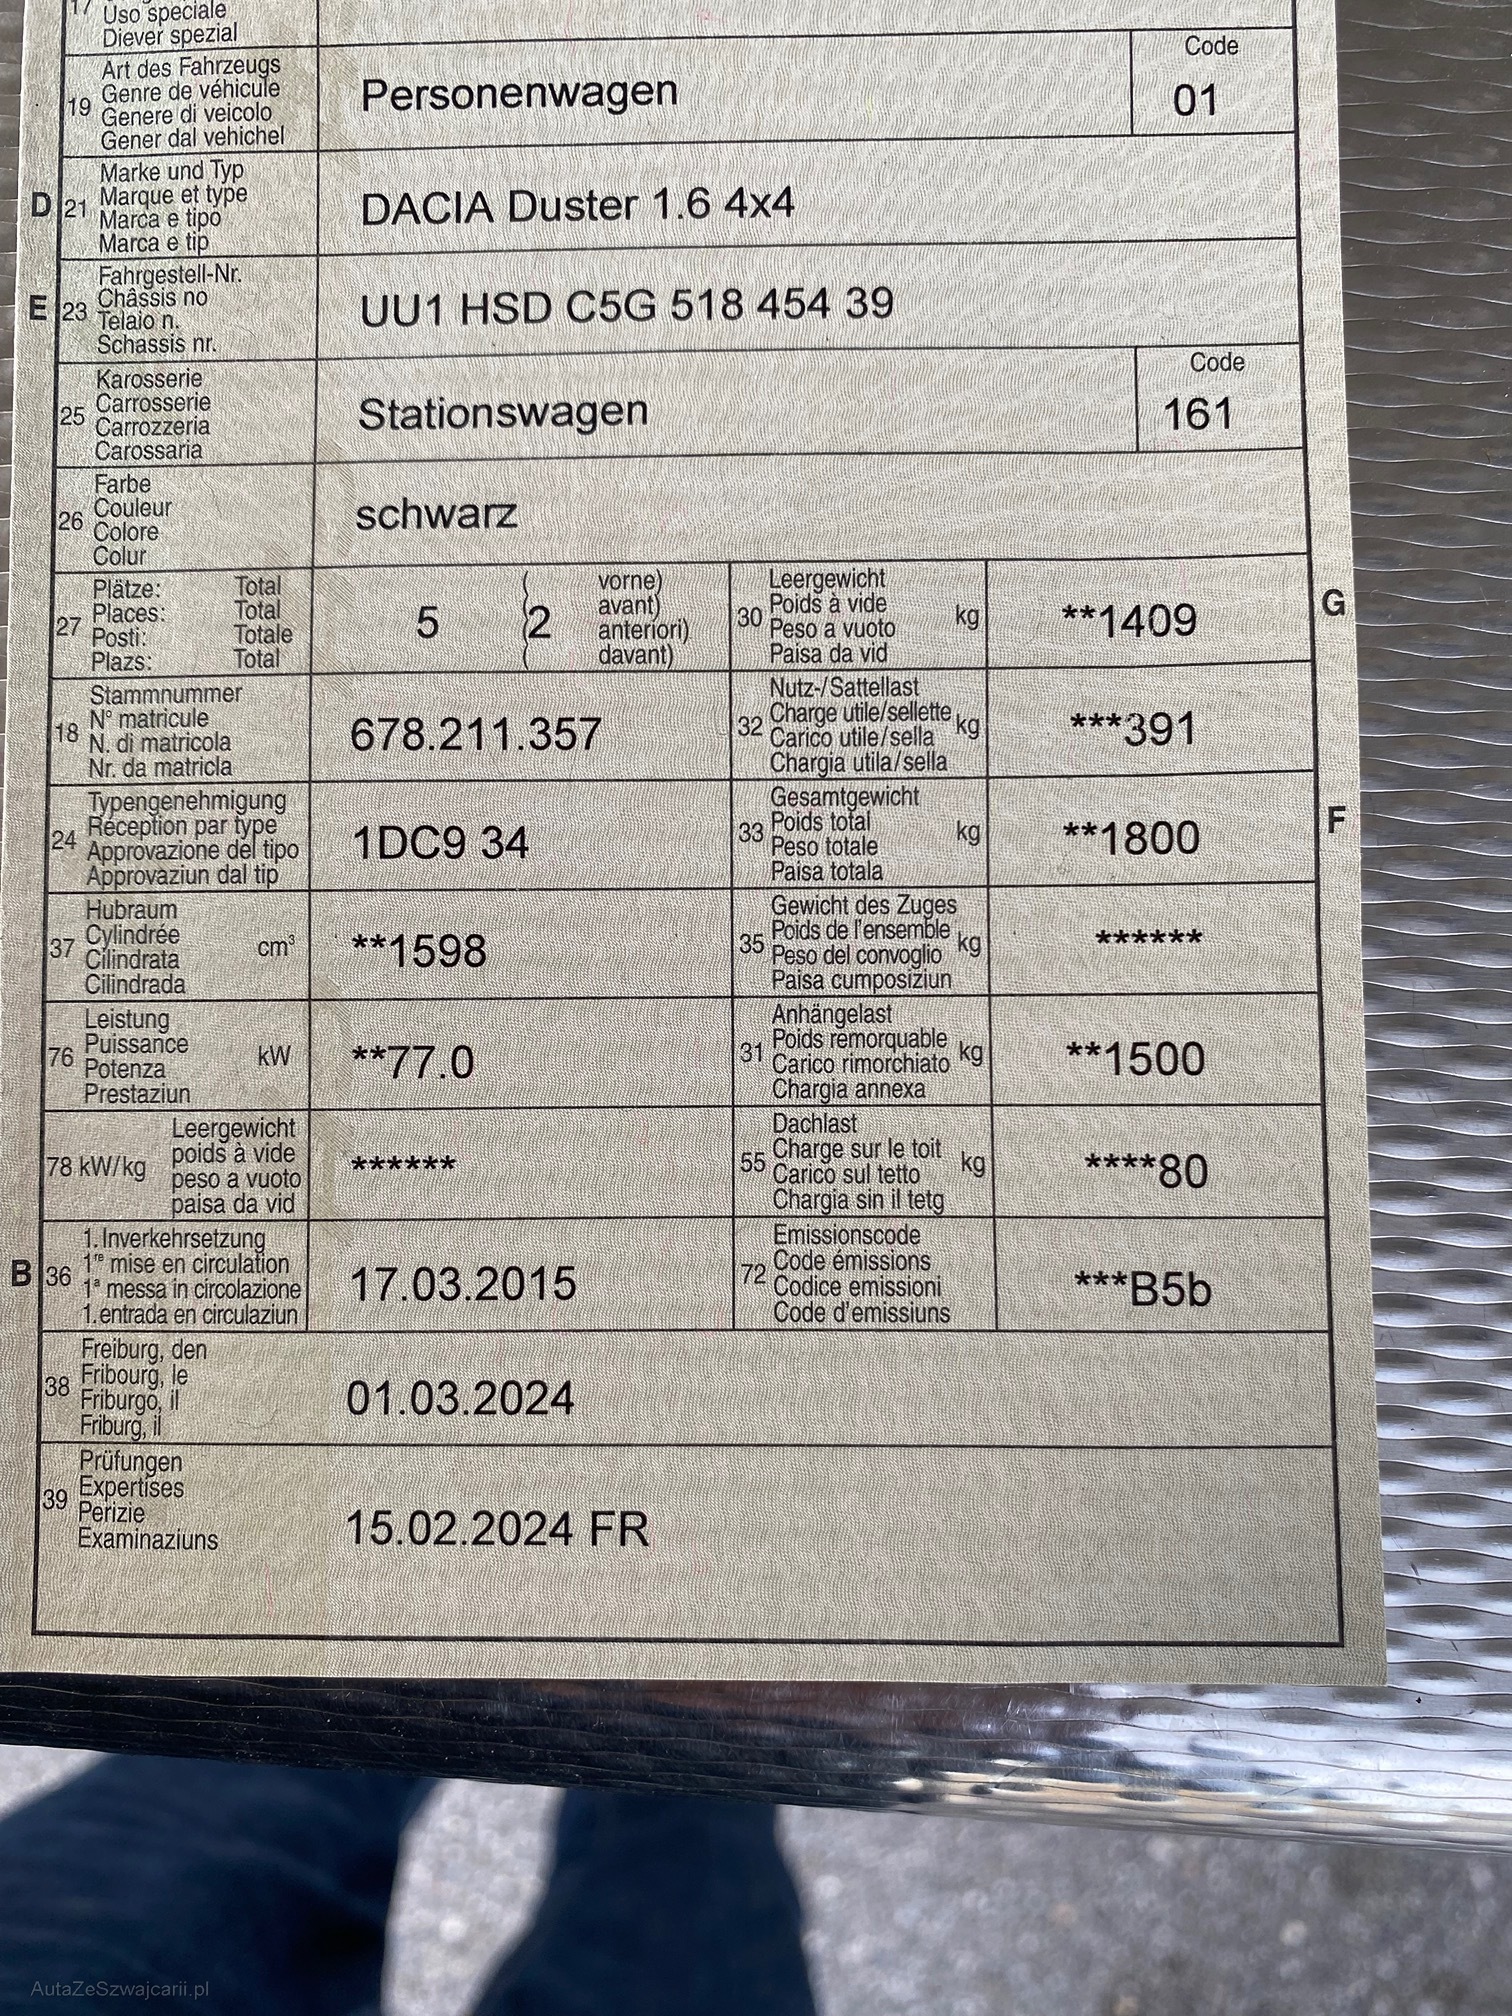 17
Uso speciale
Diever spezial
19
Art des Fahrzeugs
Genre de véhicule
Genere di veicolo
Gener dal vehichel
Personenwagen
Code
01
D
21
Marke und Typ
Marque et type
Marca e tipo
Marca e tip
DACIA Duster 1.6 4x4
E
23
Fahrgestell-Nr.
Châssis no
Telaio n.
Schassis nr.
UU1 HSD C5G 518 454 39
25
Karosserie
Carrosserie
Carrozzeria
Carossaria
Stationswagen
Code
161
26
Farbe
Couleur
Colore
Colur
schwarz
27
Plätze: Total
Places: Total
Posti: Totale
Plazs: Total
5
( vorne)
(2 avant)
anteriori)
( davant)
30
Leergewicht
Poids à vide
Peso a vuoto
Paisa da vid
kg
**1409
G
18
Stammnummer
N° matricule
N. di matricola
Nr. da matricla
678.211.357
32
Nutz-/Sattellast
Charge utile/sellette
Carico utile/sella
Chargia utila/sella
kg
***391
24
Typengenehmigung
Réception par type
Approvazione del tipo
Approvaziun dal tip
1DC9 34
33
Gesamtgewicht
Poids total
Peso totale
Paisa totala
kg
**1800
F
37
Hubraum
Cylindrée
Cilindrata
Cilindrada
cm³
**1598
35
Gewicht des Zuges
Poids de l'ensemble
Peso del convoglio
Paisa cumposiziun
kg
******
76
Leistung
Puissance
Potenza
Prestaziun
kW
**77.0
31
Anhängelast
Poids remorquable
Carico rimorchiato
Chargia annexa
kg
**1500
78 kW/kg
Leergewicht
poids à vide
peso a vuoto
paisa da vid
******
55
Dachlast
Charge sur le toit
Carico sul tetto
Chargia sin il tetg
kg
****80
B
36
1. Inverkehrsetzung
1re mise en circulation
1a messa in circolazione
1. entrada en circulaziun
17.03.2015
72
Emissionscode
Code émissions
Codice emissioni
Code d'emissiuns
***B5b
38
Freiburg, den
Fribourg, le
Friburgo, il
Friburg, il
01.03.2024
39
Prüfungen
Expertises
Perizie
Examinaziuns
15.02.2024 FR
AutaZeSzwajcarii.pl